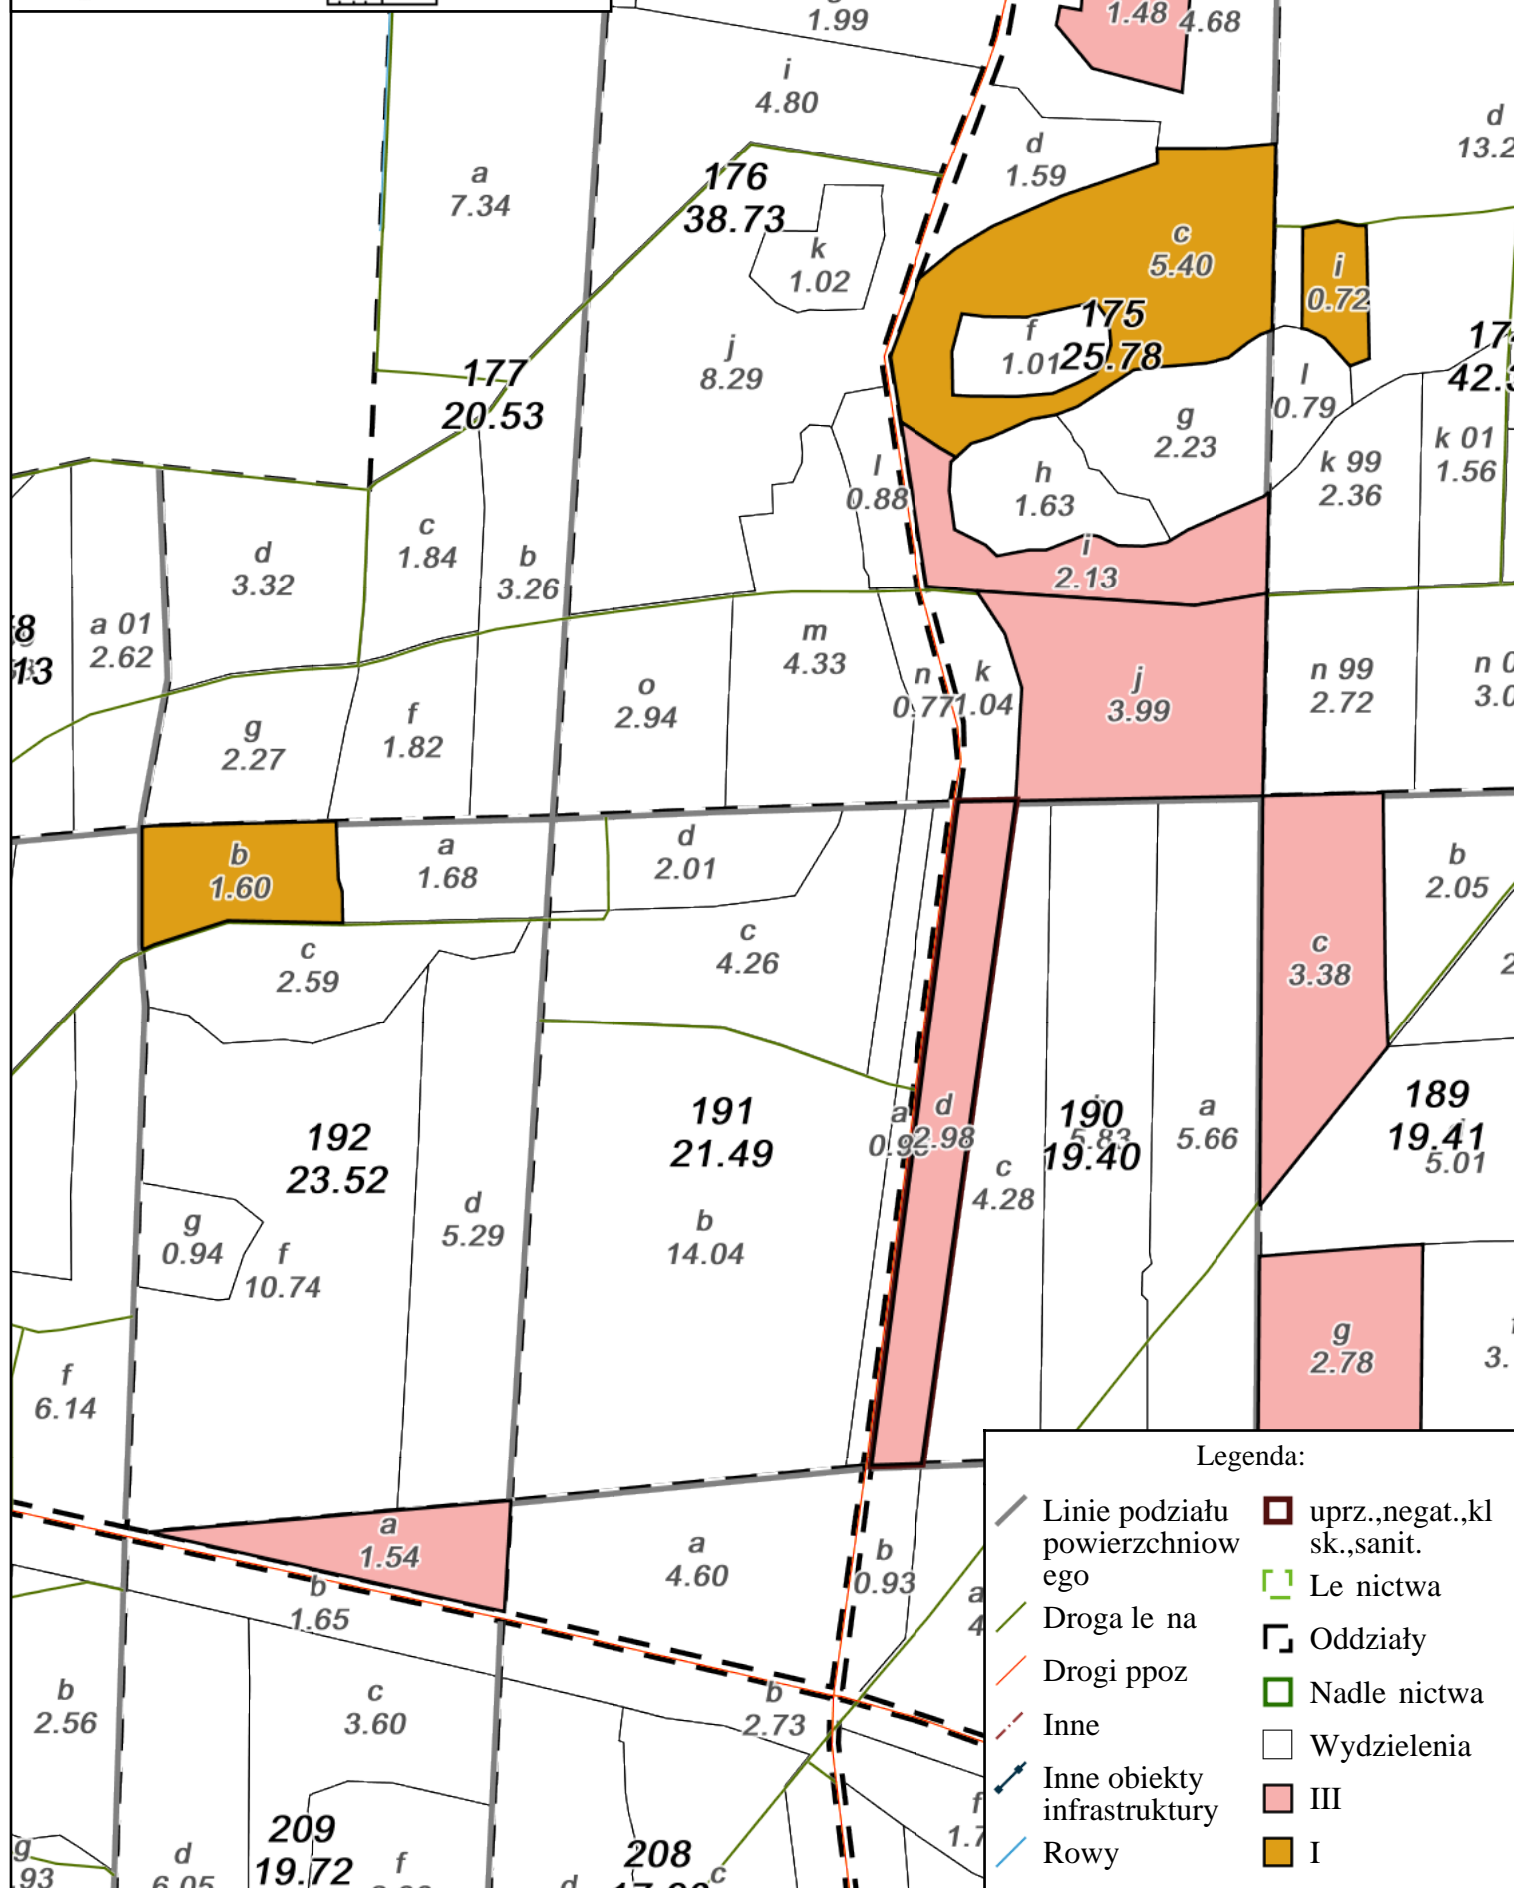 1.99
1.48
4.68
i
4.80
d
1.59
d
a
7.34
176
38.73
k
1.02
c
5.40
i
0.72
175
25.78
f
1.01
j
8.29
177
20.53
l
0.79
g
2.23
k 01
1.56
k 99
2.36
l
0.88
h
1.63
c
1.84
d
3.32
b
3.26
i
2.13
a 01
2.62
m
4.33
o
2.94
n
0.77
k
1.04
j
3.99
n 99
2.72
g
2.27
f
1.82
b
1.60
a
1.68
d
2.01
b
2.05
c
2.59
c
4.26
c
3.38
192
23.52
191
21.49
a
d
2.98
190
19.40
5.83
a
5.66
189
19.41
5.01
c
4.28
g
0.94
f
10.74
d
5.29
b
14.04
f
6.14
g
2.78
a
1.54
a
4.60
b
0.93
b
1.65
b
2.56
c
3.60
b
2.73
209
19.72
208
d
6.05
f
g
d
c
f
Legenda:
Linie podziału
powierzchniow
ego
Droga le na
Drogi ppoz
Inne
Inne obiekty
infrastruktury
Rowy
uprz.,negat.,kl
sk.,sanit.
Le nictwa
Oddziały
Nadle nictwa
Wydzielenia
III
I